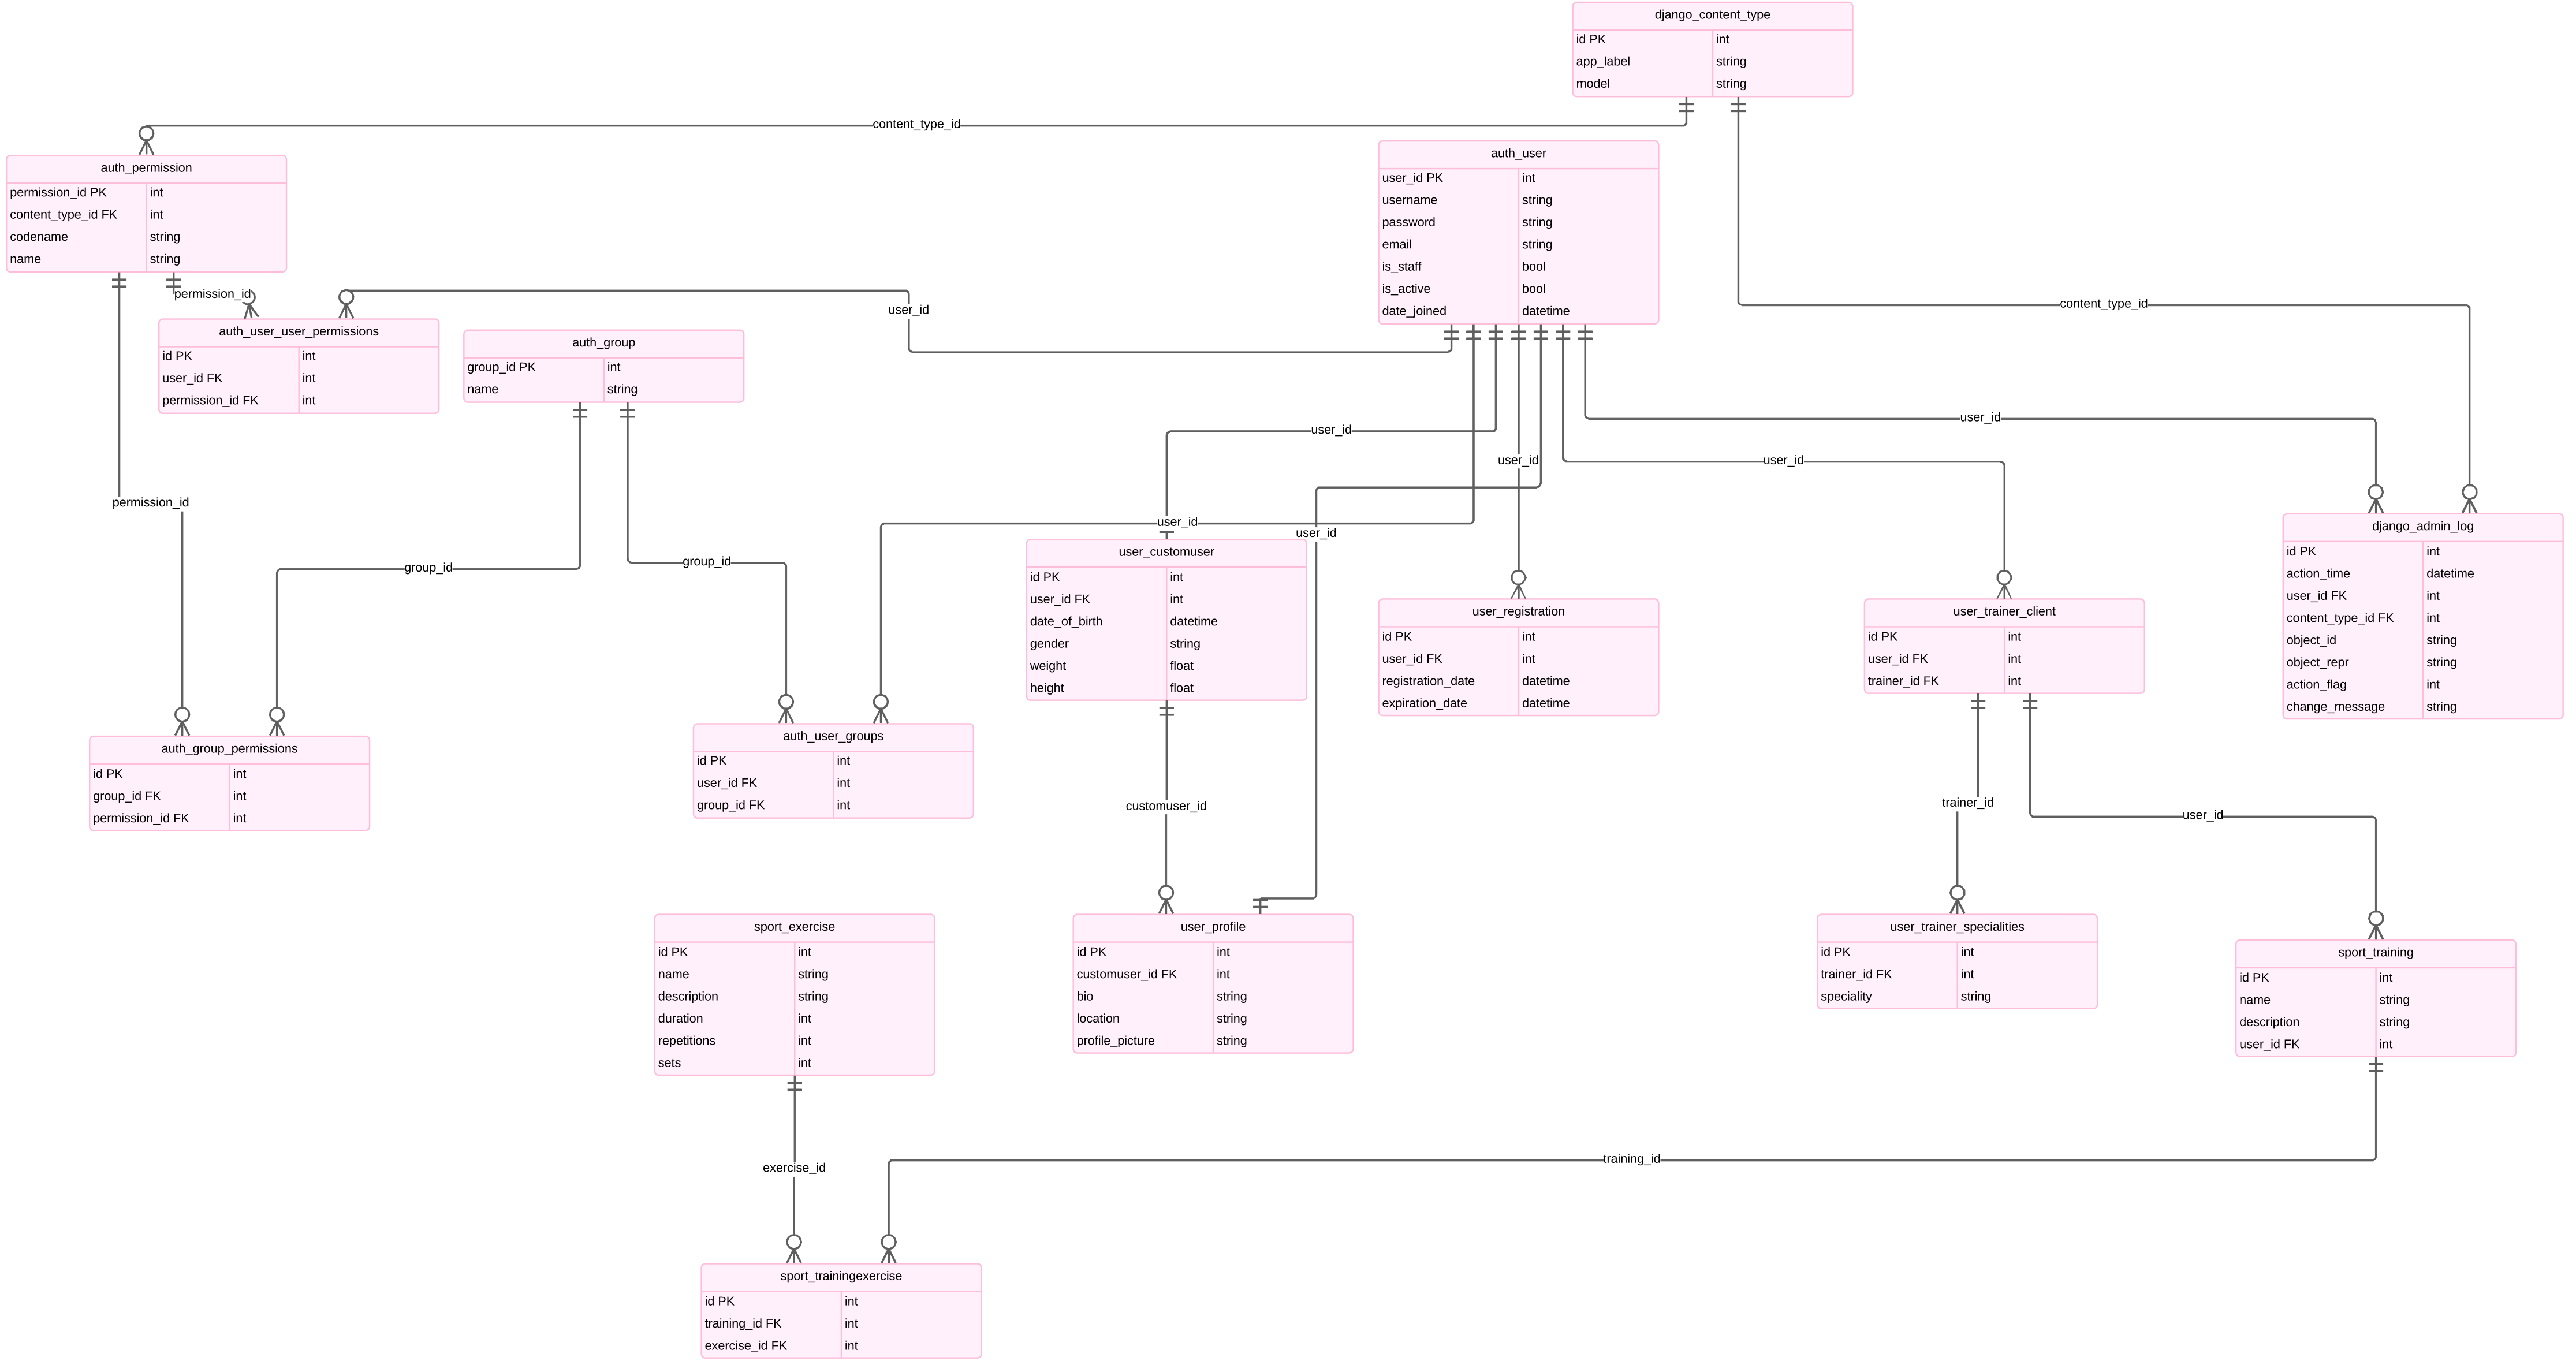 django_content_type
id PK int
app_label string
model string
content_type_id
auth_permission
permission_id PK int
content_type_id FK int
codename string
name string
auth_user
user_id PK int
username string
password string
email string
is_staff bool
is_active bool
date_joined datetime
permission_id
user_id
content_type_id
auth_user_user_permissions
id PK int
user_id FK int
permission_id FK int
auth_group
group_id PK int
name string
user_id
user_id
user_id
user_id
permission_id
user_id
user_id
group_id
group_id
user_customuser
id PK int
user_id FK int
date_of_birth datetime
gender string
weight float
height float
user_registration
id PK int
user_id FK int
registration_date datetime
expiration_date datetime
user_trainer_client
id PK int
user_id FK int
trainer_id FK int
django_admin_log
id PK int
action_time datetime
user_id FK int
content_type_id FK int
object_id string
object_repr string
action_flag int
change_message string
auth_group_permissions
id PK int
group_id FK int
permission_id FK int
auth_user_groups
id PK int
user_id FK int
group_id FK int
customuser_id
trainer_id
user_id
sport_exercise
id PK int
name string
description string
duration int
repetitions int
sets int
user_profile
id PK int
customuser_id FK int
bio string
location string
profile_picture string
user_trainer_specialities
id PK int
trainer_id FK int
speciality string
sport_training
id PK int
name string
description string
user_id FK int
exercise_id
training_id
sport_trainingexercise
id PK int
training_id FK int
exercise_id FK int